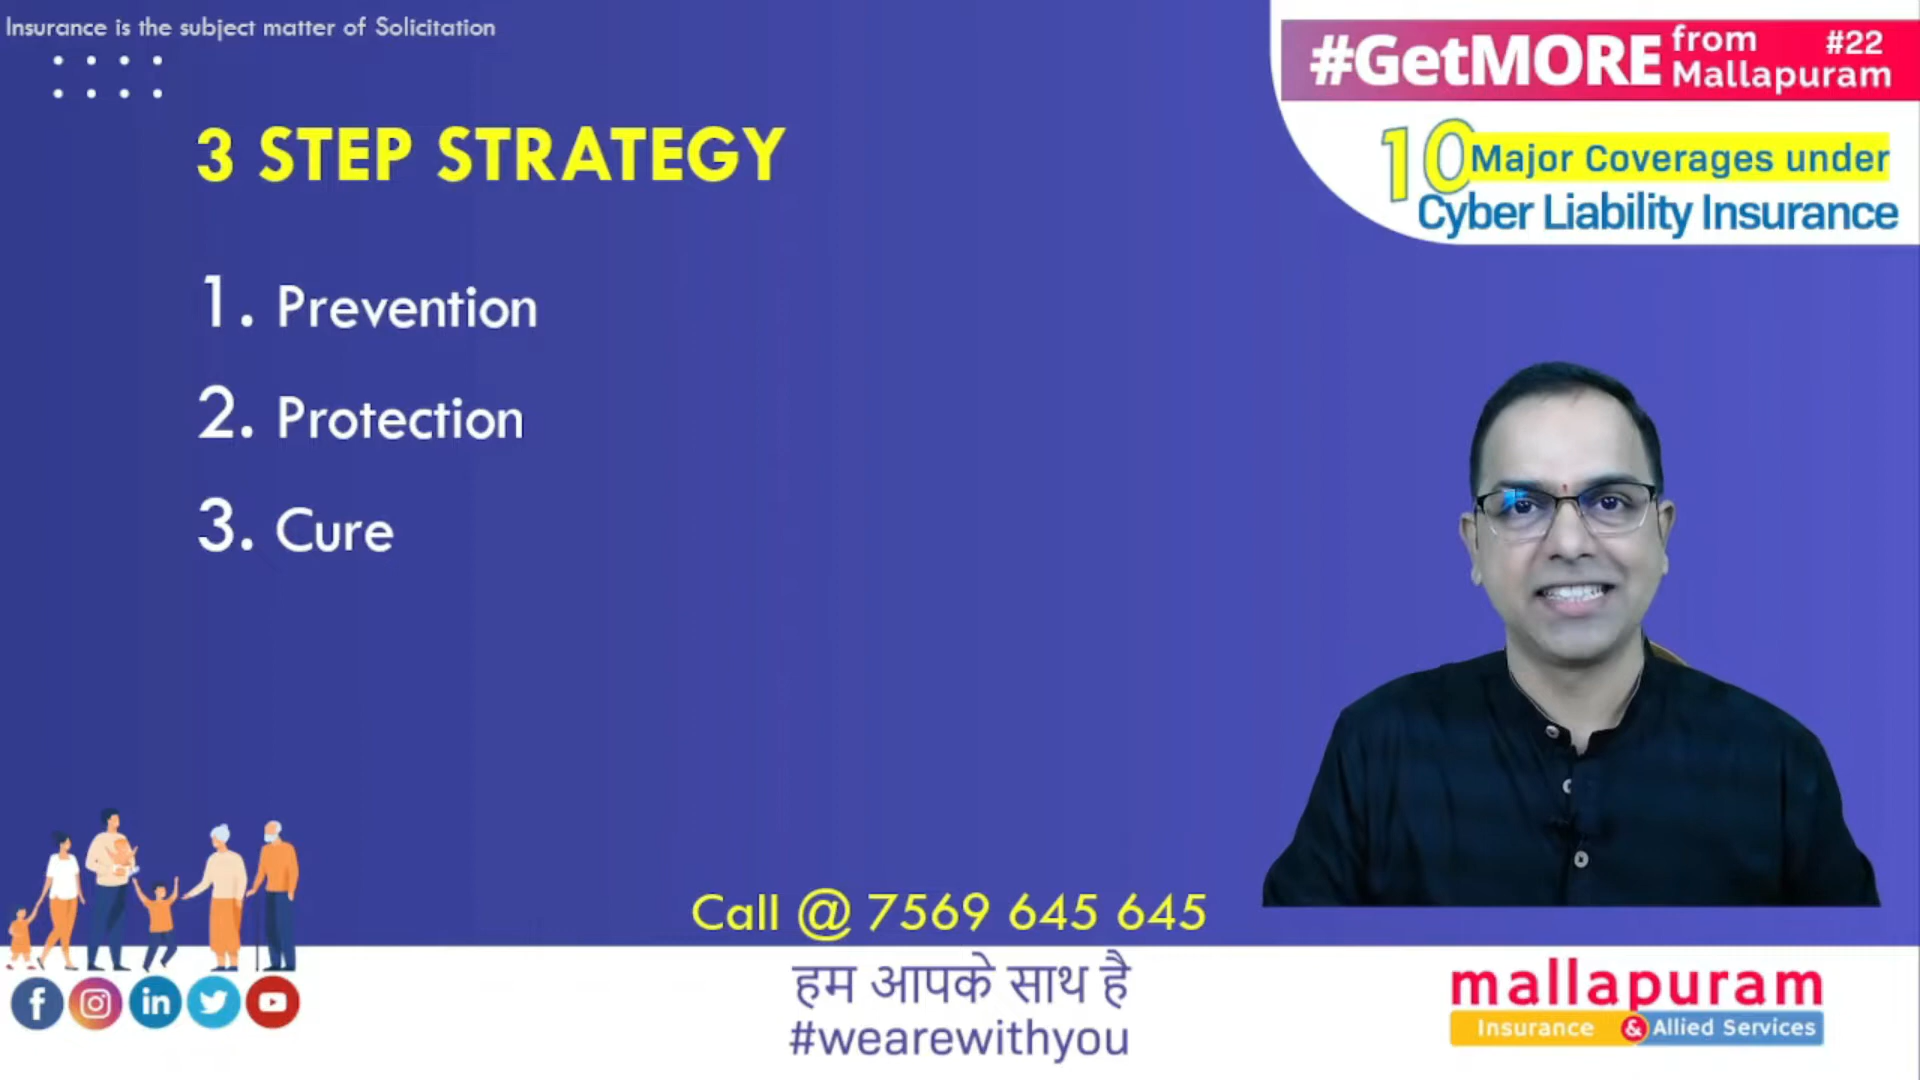 Insurance is the subject matter of Solicitation
#GetMORE from Mallapuram #22
10 Major Coverages under
Cyber Liability Insurance
3 STEP STRATEGY
1. Prevention
2. Protection
3. Cure
Call @ 7569 645 645
हम आपके साथ है
#wearewithyou
mallapuram
Insurance & Allied Services